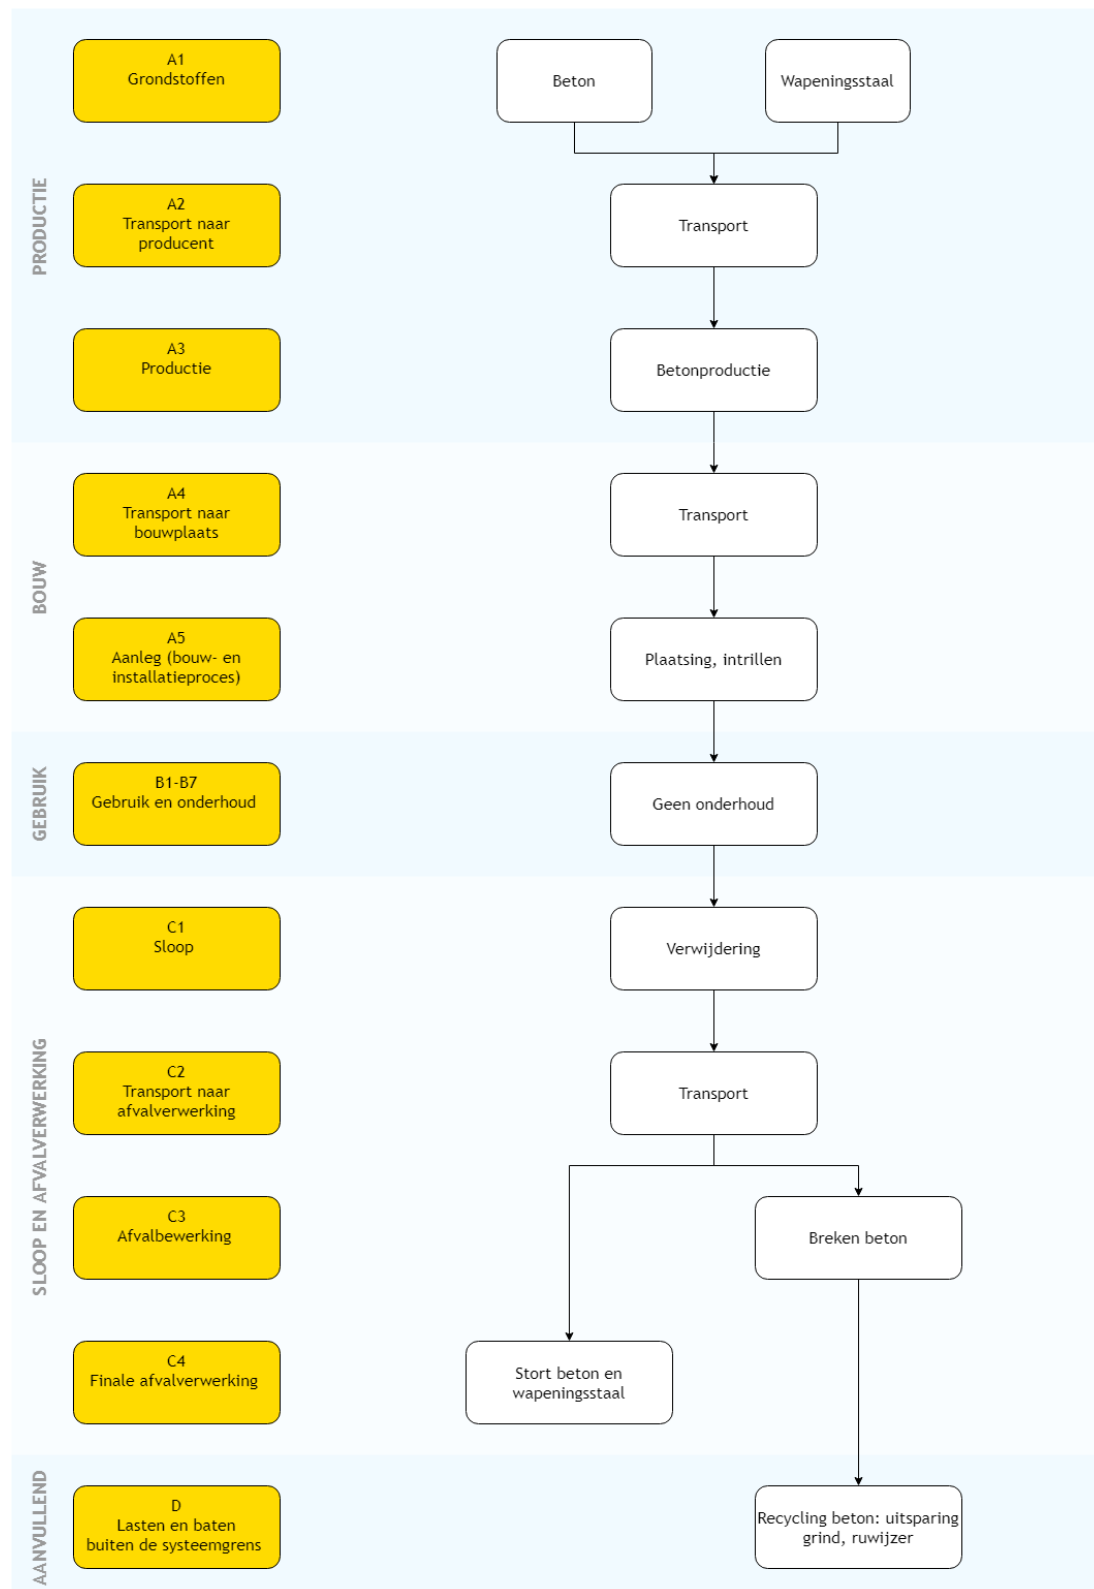 PRODUCTIE
A1
Grondstoffen
Beton
Wapeningsstaal
A2
Transport naar
producent
Transport
A3
Productie
Betonproductie
BOUW
A4
Transport naar
bouwplaats
Transport
A5
Aanleg (bouw- en
installatieproces)
Plaatsing, intrillen
GEBRUIK
B1-B7
Gebruik en onderhoud
Geen onderhoud
SLOOP EN AFVALVERWERKING
C1
Sloop
Verwijdering
C2
Transport naar
afvalverwerking
Transport
C3
Afvalbewerking
Breken beton
C4
Finale afvalverwerking
Stort beton en
wapeningsstaal
AANVULLEND
D
Lasten en baten
buiten de systeemgrens
Recycling beton: uitsparing
grind, ruwijzer